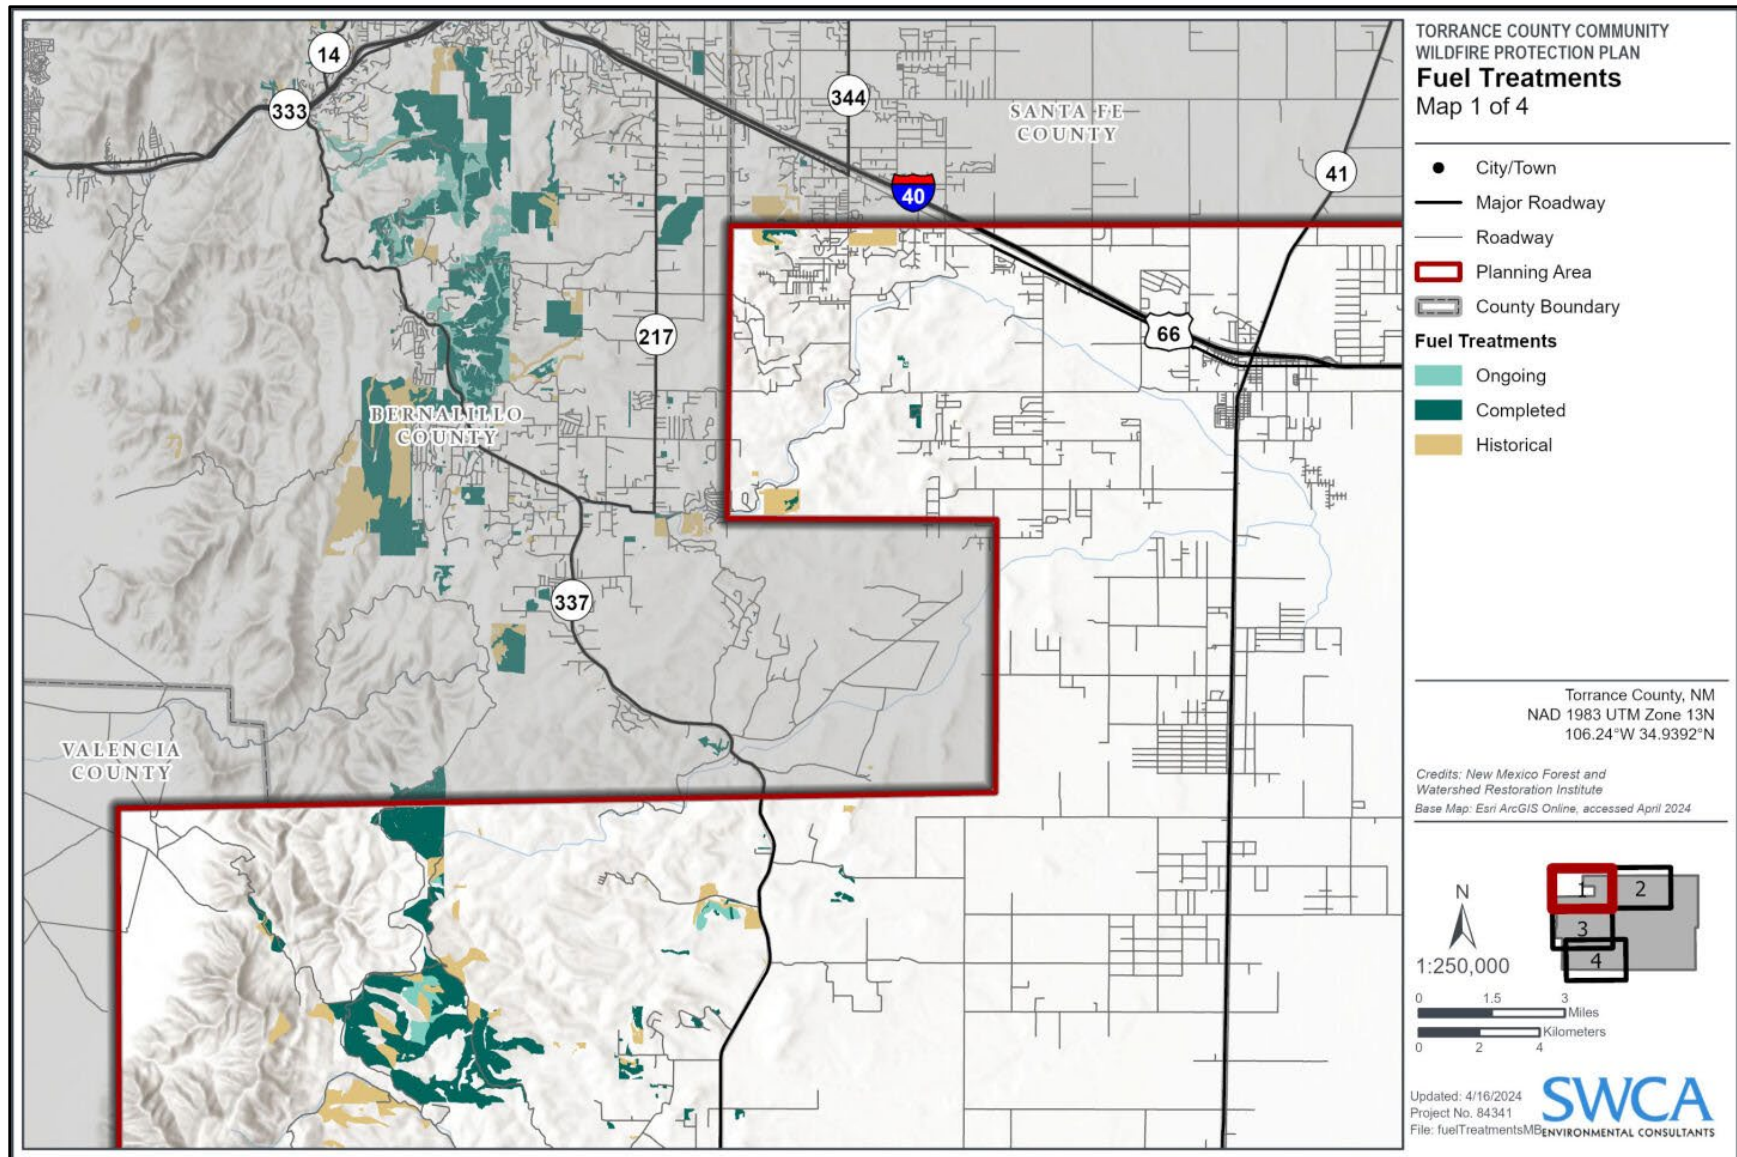 14
333
344
SANTA FE
COUNTY
41
40
217
66
BERNALILLO
COUNTY
337
VALENCIA
COUNTY
TORRANCE COUNTY COMMUNITY
WILDFIRE PROTECTION PLAN
Fuel Treatments
Map 1 of 4
City/Town
Major Roadway
Roadway
Planning Area
County Boundary
Fuel Treatments
Ongoing
Completed
Historical
Torrance County, NM
NAD 1983 UTM Zone 13N
106.24°W 34.9392°N
Credits: New Mexico Forest and
Watershed Restoration Institute
Base Map: Esri ArcGIS Online, accessed April 2024
N
1:250,000
1 2
3
4
0 1.5 3
Miles
Kilometers
0 2 4
Updated: 4/16/2024
Project No. 84341
File: fuelTreatmentsMB
SWCA
ENVIRONMENTAL CONSULTANTS